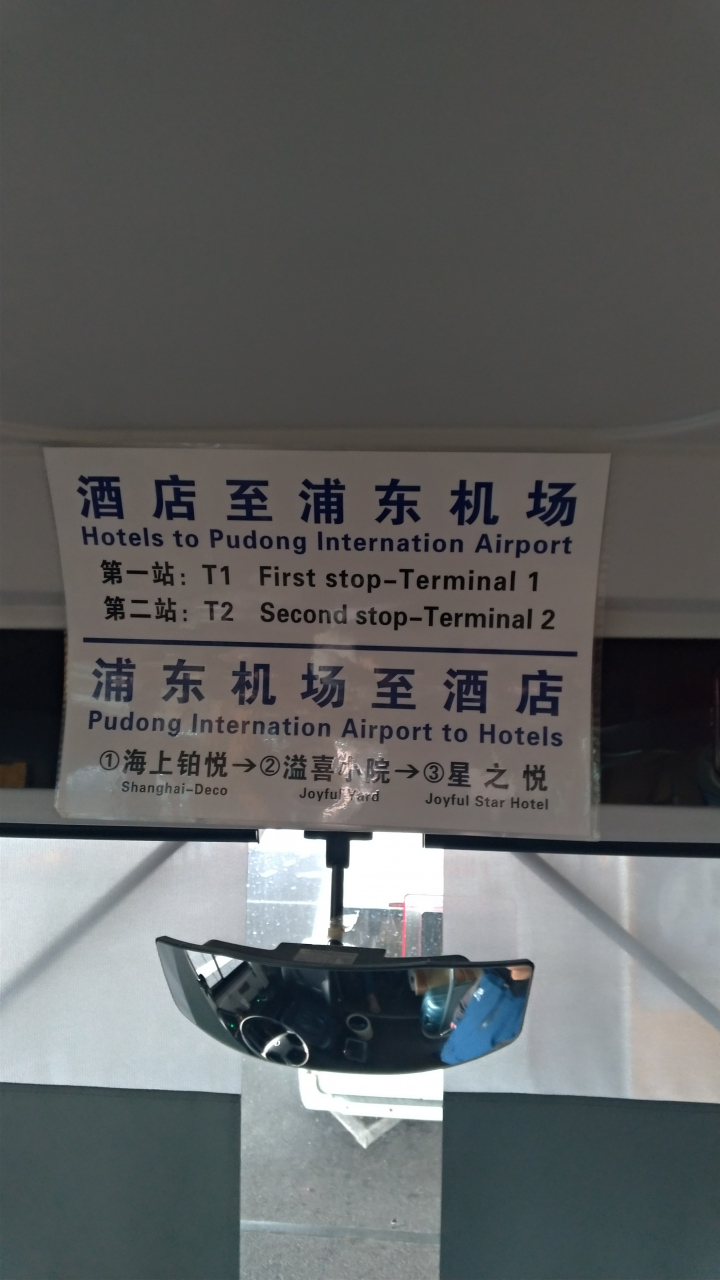 酒店至浦东机场
Hotels to Pudong Internation Airport
第一站：T1 First stop-Terminal 1
第二站：T2 Second stop-Terminal 2
浦东机场至酒店
Pudong Internation Airport to Hotels
①海上铂悦→②溢喜小院→③星之悦
Shanghai-Deco Joyful Yard Joyful Star Hotel